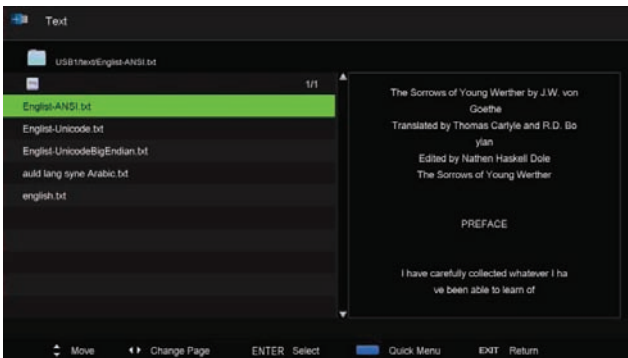 Text
USB1/text/Englist-ANSI.txt
1/1
Englist-ANSI.txt
Englist-Unicode.txt
Englist-UnicodeBigEndian.txt
auld lang syne Arabic.txt
english.txt
The Sorrows of Young Werther by J.W. von
Goethe
Translated by Thomas Carlyle and R.D. Bo
ylan
Edited by Nathen Haskell Dole
The Sorrows of Young Werther
PREFACE
I have carefully collected whatever I ha
ve been able to learn of
Move Change Page ENTER Select Quick Menu EXIT Return